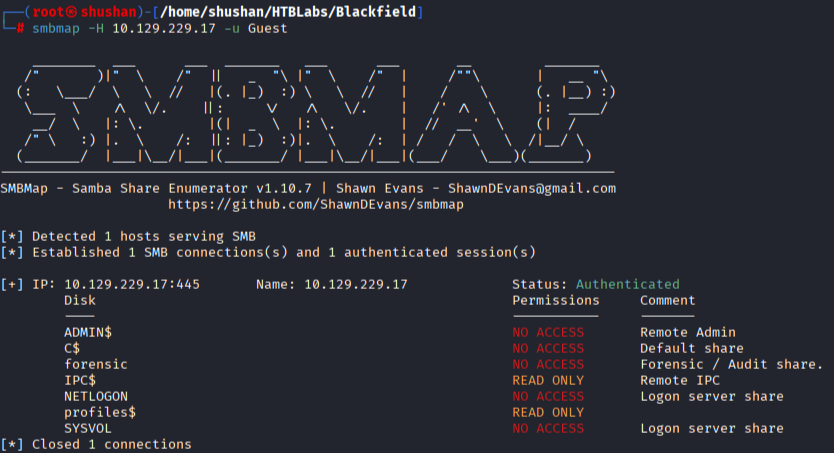 ┌──(root㉿shushan)-[/home/shushan/HTBLabs/Blackfield]
└─# smbmap -H 10.129.229.17 -u Guest
SMBMAP
SMBMap - Samba Share Enumerator v1.10.7 | Shawn Evans - ShawnDEvans@gmail.com
https://github.com/ShawnDEvans/smbmap
[*] Detected 1 hosts serving SMB
[*] Established 1 SMB connections(s) and 1 authenticated session(s)
[+] IP: 10.129.229.17:445 Name: 10.129.229.17 Status: Authenticated
Disk Permissions Comment
---- ----------- -------
ADMIN$ NO ACCESS Remote Admin
C$ NO ACCESS Default share
forensic NO ACCESS Forensic / Audit share.
IPC$ READ ONLY Remote IPC
NETLOGON NO ACCESS Logon server share
profiles$ READ ONLY
SYSVOL NO ACCESS Logon server share
[*] Closed 1 connections